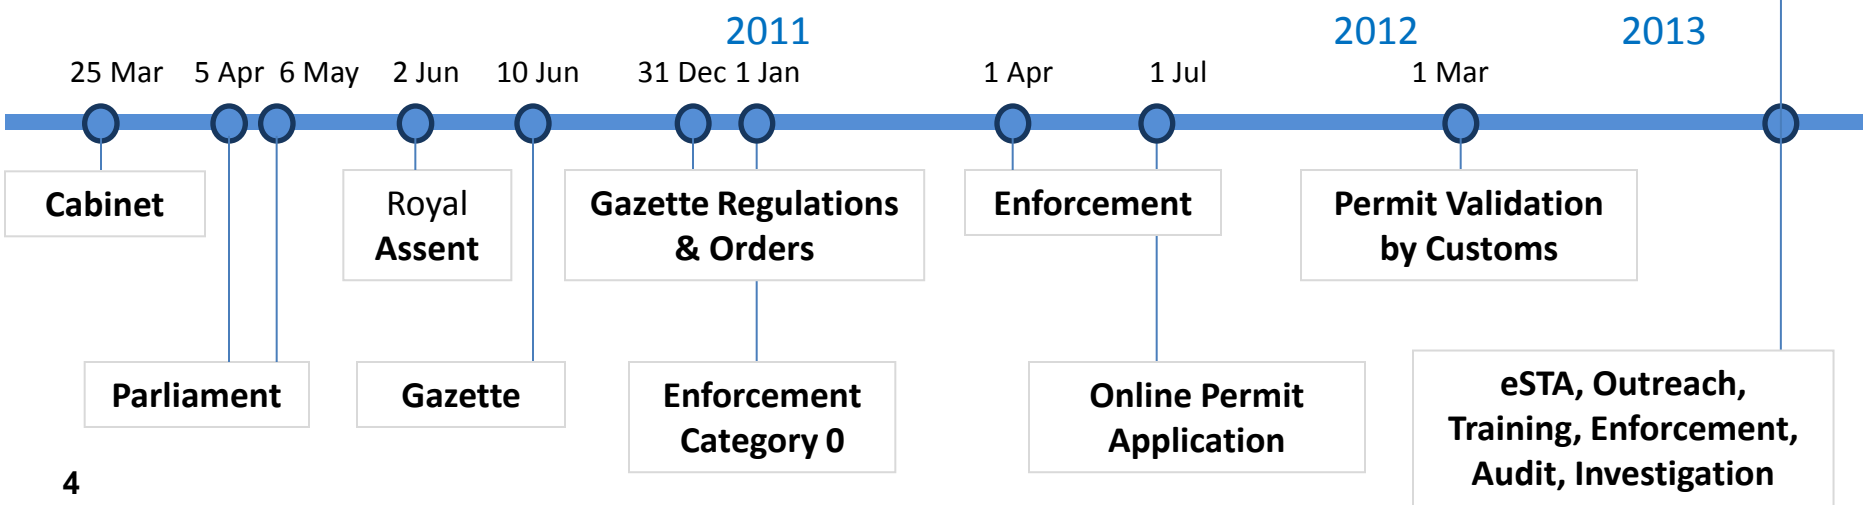 2011 2012 2013
25 Mar 5 Apr 6 May 2 Jun 10 Jun 31 Dec 1 Jan 1 Apr 1 Jul 1 Mar
Cabinet
Royal
Assent
Gazette Regulations
& Orders
Enforcement
Permit Validation
by Customs
Parliament
Gazette
Enforcement
Category 0
Online Permit
Application
eSTA, Outreach,
Training, Enforcement,
Audit, Investigation
4